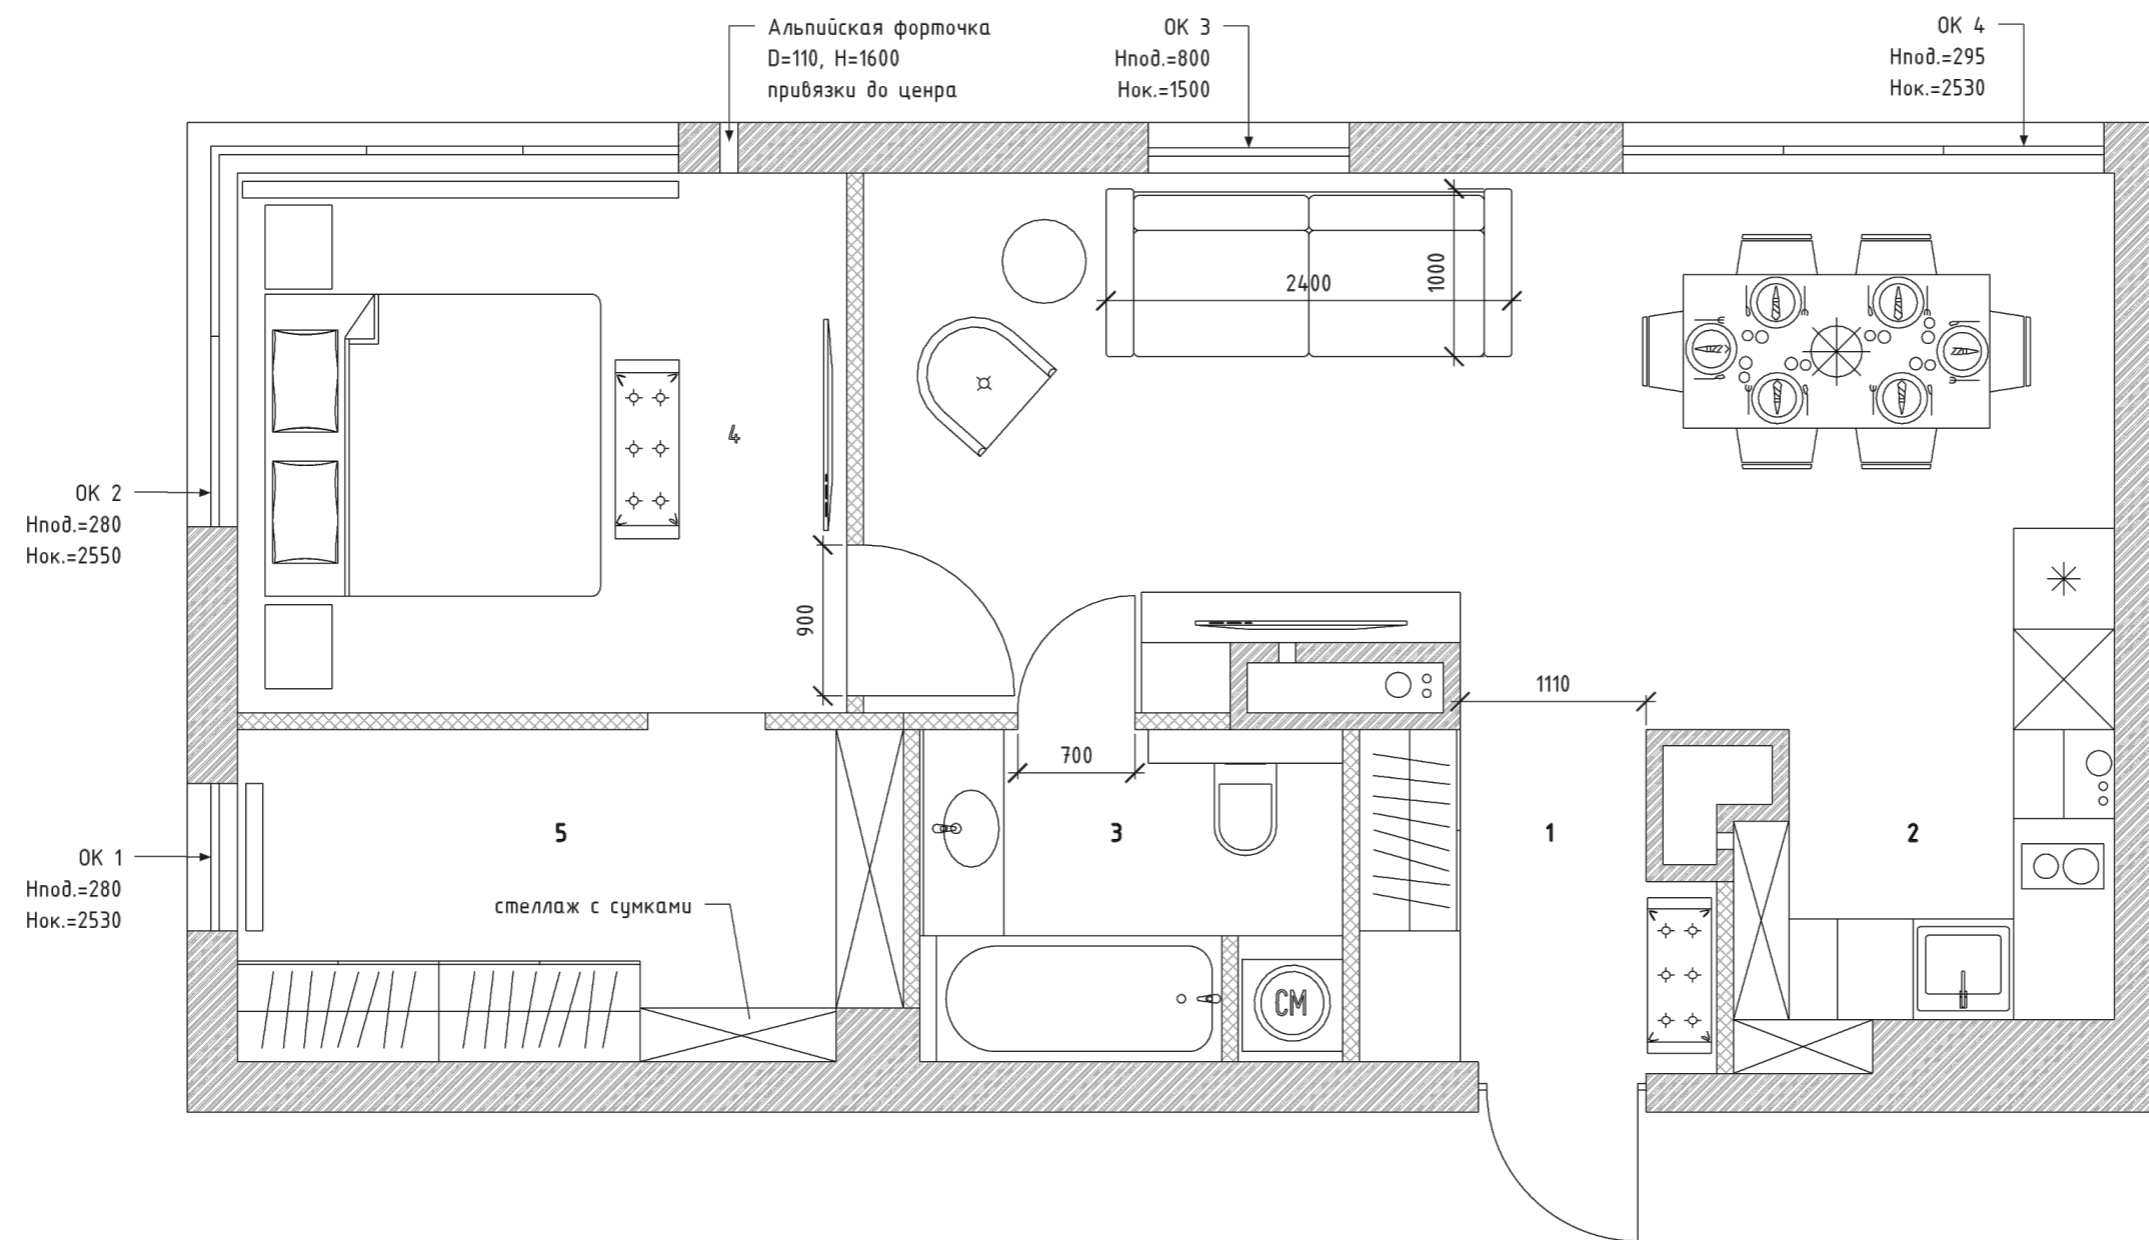 Альпийская форточка
D=110, H=1600
привязки до ценра
ОК 3
Нпод.=800
Нок.=1500
ОК 4
Нпод.=295
Нок.=2530
2400
1000
4
ОК 2
Нпод.=280
Нок.=2550
900
1110
700
5
3
1
2
ОК 1
Нпод.=280
Нок.=2530
стеллаж с сумками
СМ